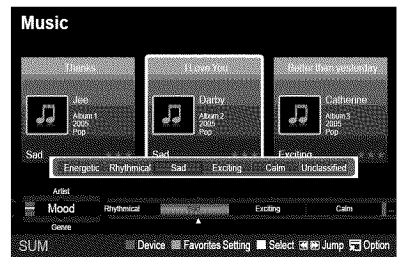 Music
Thanks
I Love You
Better than yesterday
Jee
Album 1
2005
Pop
Darby
Album 2
2005
Pop
Catherine
Album 3
2005
Pop
Sad
Sad
Exciting
Energetic Rhythmical Sad Exciting Calm Unclassified
Artist
Mood
Rhythmical Exciting Calm
Genre
SUM Device Favorites Setting Select Jump Option